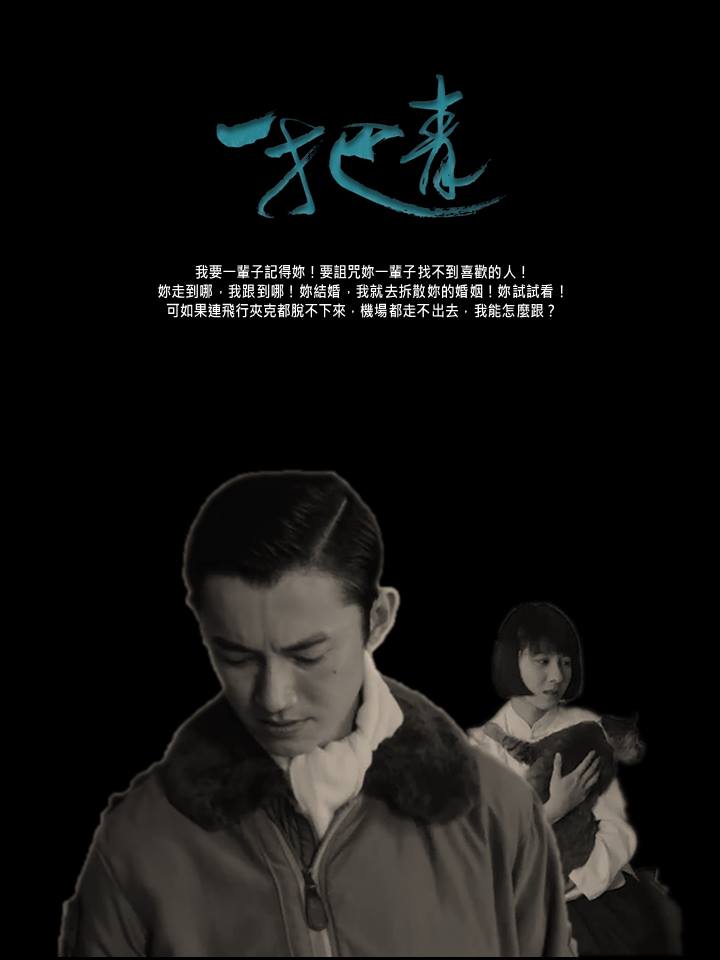 一把青
我要一輩子記得妳！要詛咒妳一輩子找不到喜歡的人！
妳走到哪，我跟到哪！妳結婚，我就去拆散妳的婚姻！妳試試看！
可如果連飛行夾克都脫不下來，機場都走不出去，我能怎麼跟？